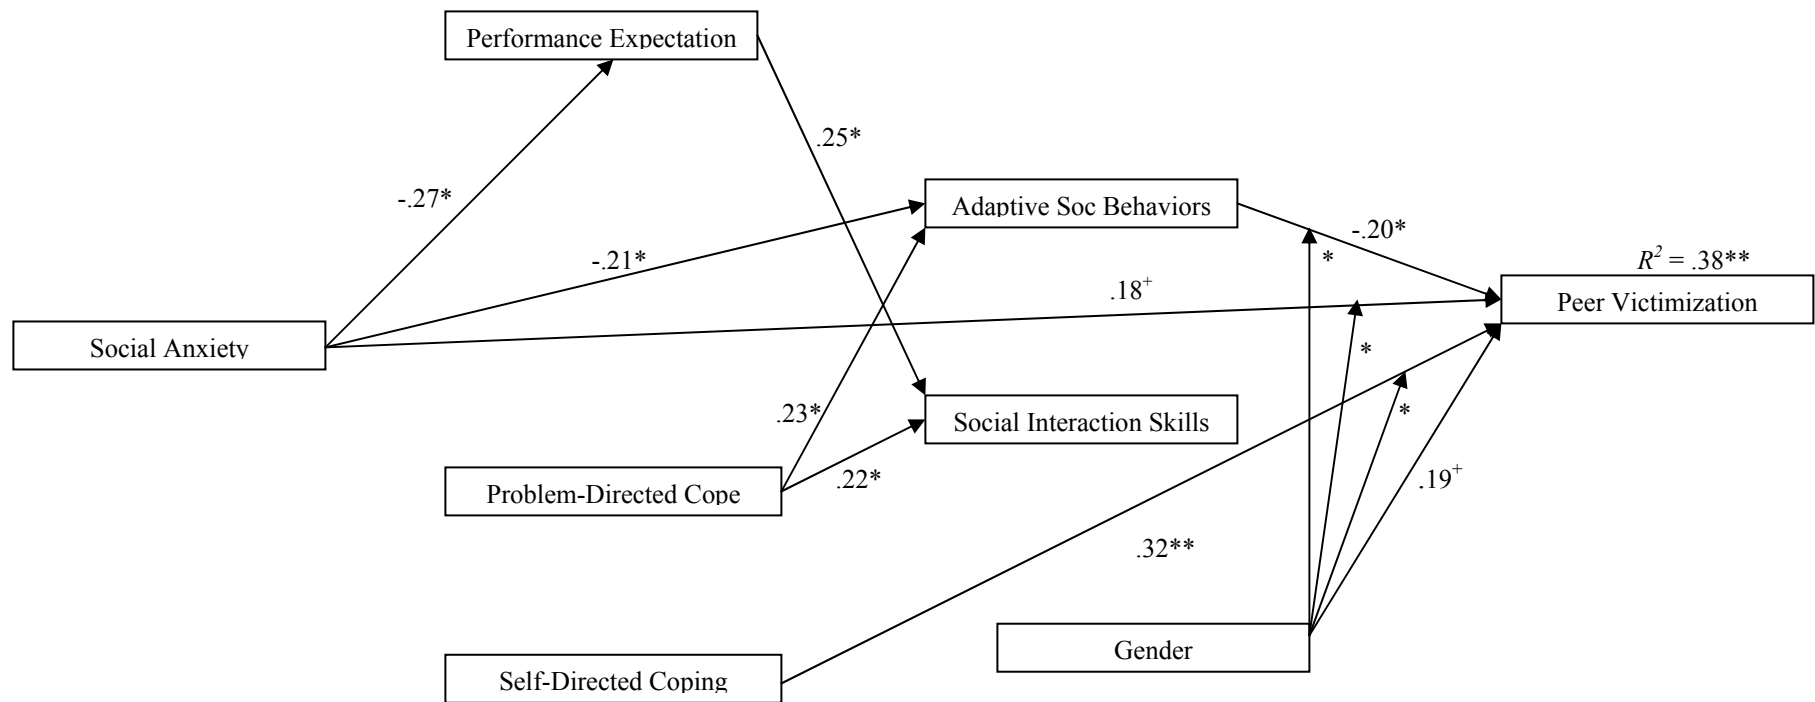 Performance Expectation
.25*
-.27*
Adaptive Soc Behaviors
-.20*
-.21*
*
R² = .38**
.18⁺
Peer Victimization
Social Anxiety
*
.23*
Social Interaction Skills
*
Problem-Directed Cope
.22*
.19⁺
.32**
Gender
Self-Directed Coping